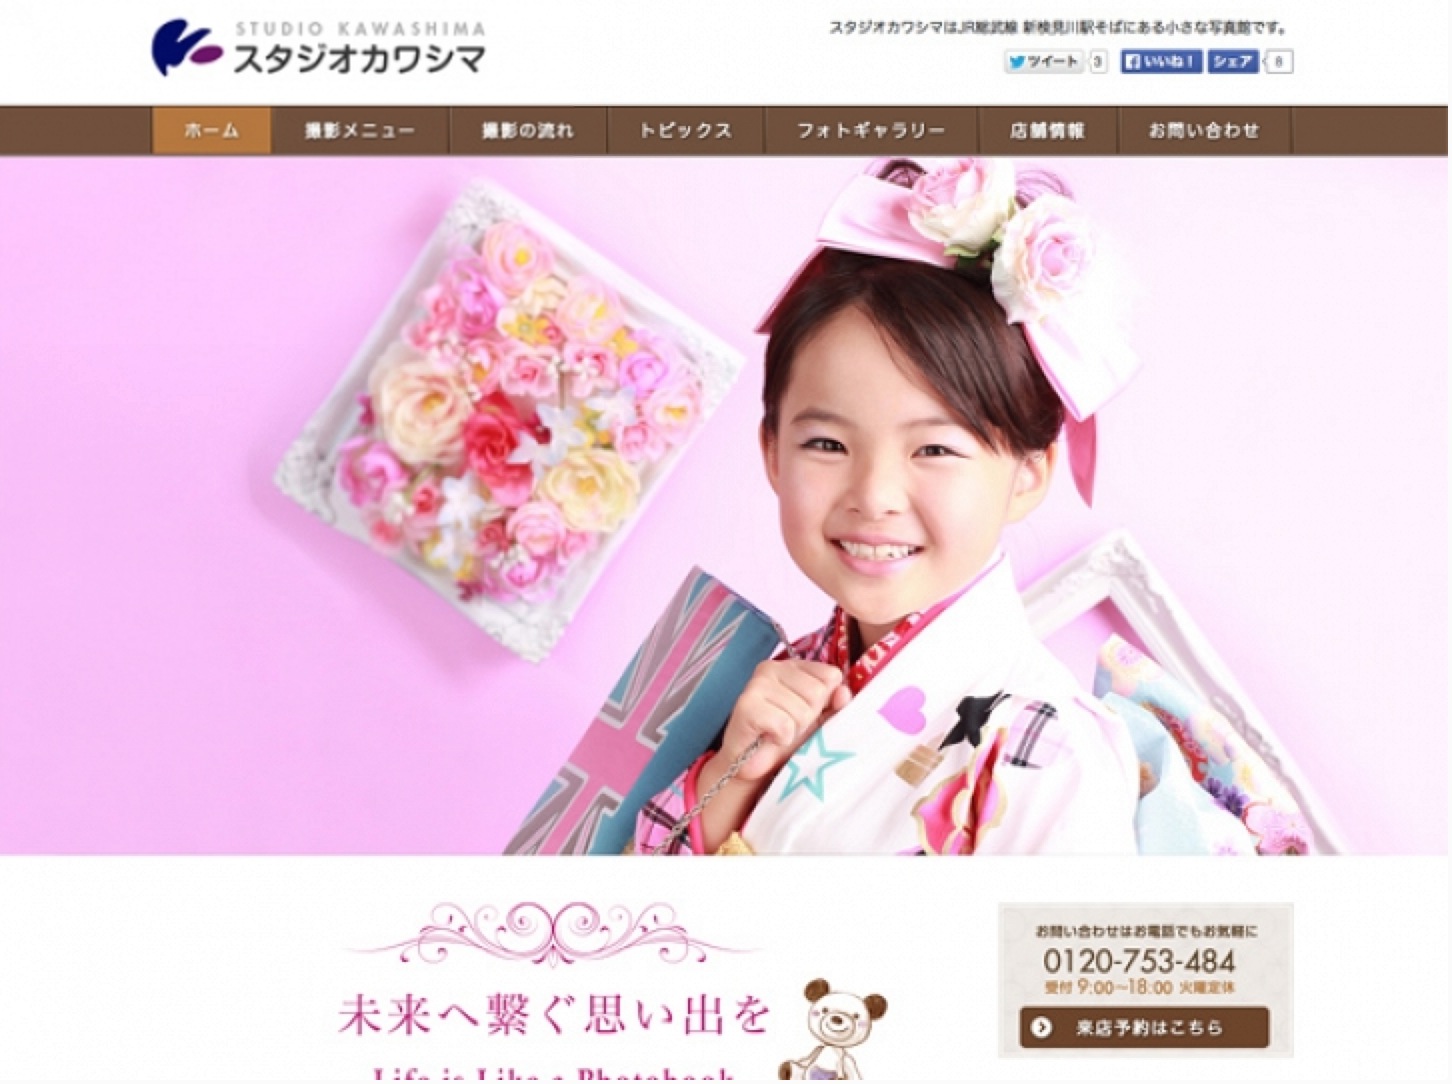 STUDIO KAWASHIMA
スタジオカワシマ
スタジオカワシマはJR総武線 新検見川駅そばにある小さな写真館です。
ツイート 3 いいね! シェア 8
ホーム 撮影メニュー 撮影の流れ トピックス フォトギャラリー 店舗情報 お問い合わせ
未来へ繋ぐ思い出を
Life is Like a Photobook
お問い合わせはお電話でもお気軽に
0120-753-484
受付 9:00~18:00 火曜定休
来店予約はこちら